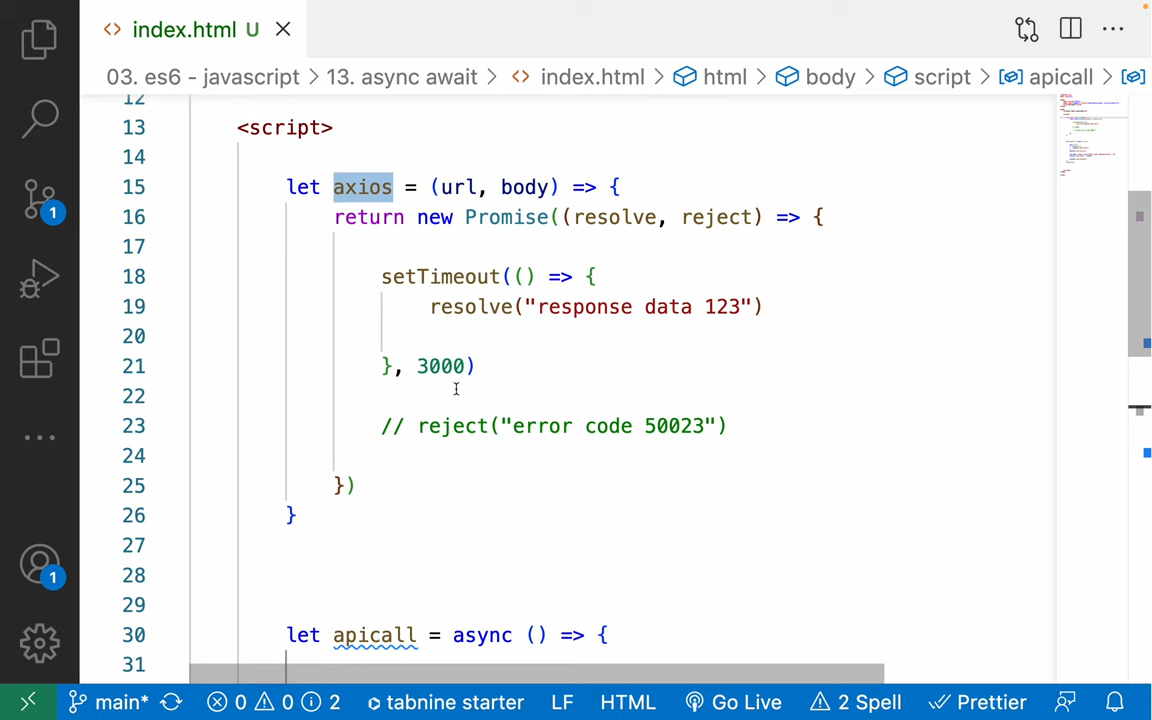 index.html U
03. es6 - javascript > 13. async await > index.html > html > body > script > apicall >
12
13 <script>
14
15 let axios = (url, body) => {
16 return new Promise((resolve, reject) => {
17
18 setTimeout(() => {
19 resolve("response data 123")
20
21 }, 3000)
22
23 // reject("error code 50023")
24
25 })
26 }
27
28
29
30 let apicall = async () => {
31
1
1
main* 0 0 2 tabnine starter LF HTML Go Live 2 Spell Prettier